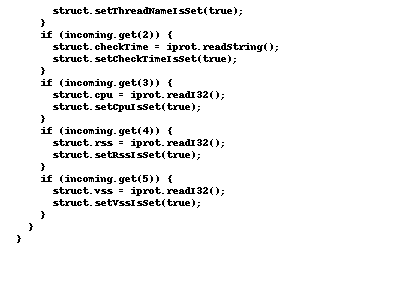 struct.setThreadNameIsSet(true);
    }
    if (incoming.get(2)) {
      struct.checkTime = iprot.readString();
      struct.setCheckTimeIsSet(true);
    }
    if (incoming.get(3)) {
      struct.cpu = iprot.readI32();
      struct.setCpuIsSet(true);
    }
    if (incoming.get(4)) {
      struct.rss = iprot.readI32();
      struct.setRssIsSet(true);
    }
    if (incoming.get(5)) {
      struct.vss = iprot.readI32();
      struct.setVssIsSet(true);
    }
  }
}